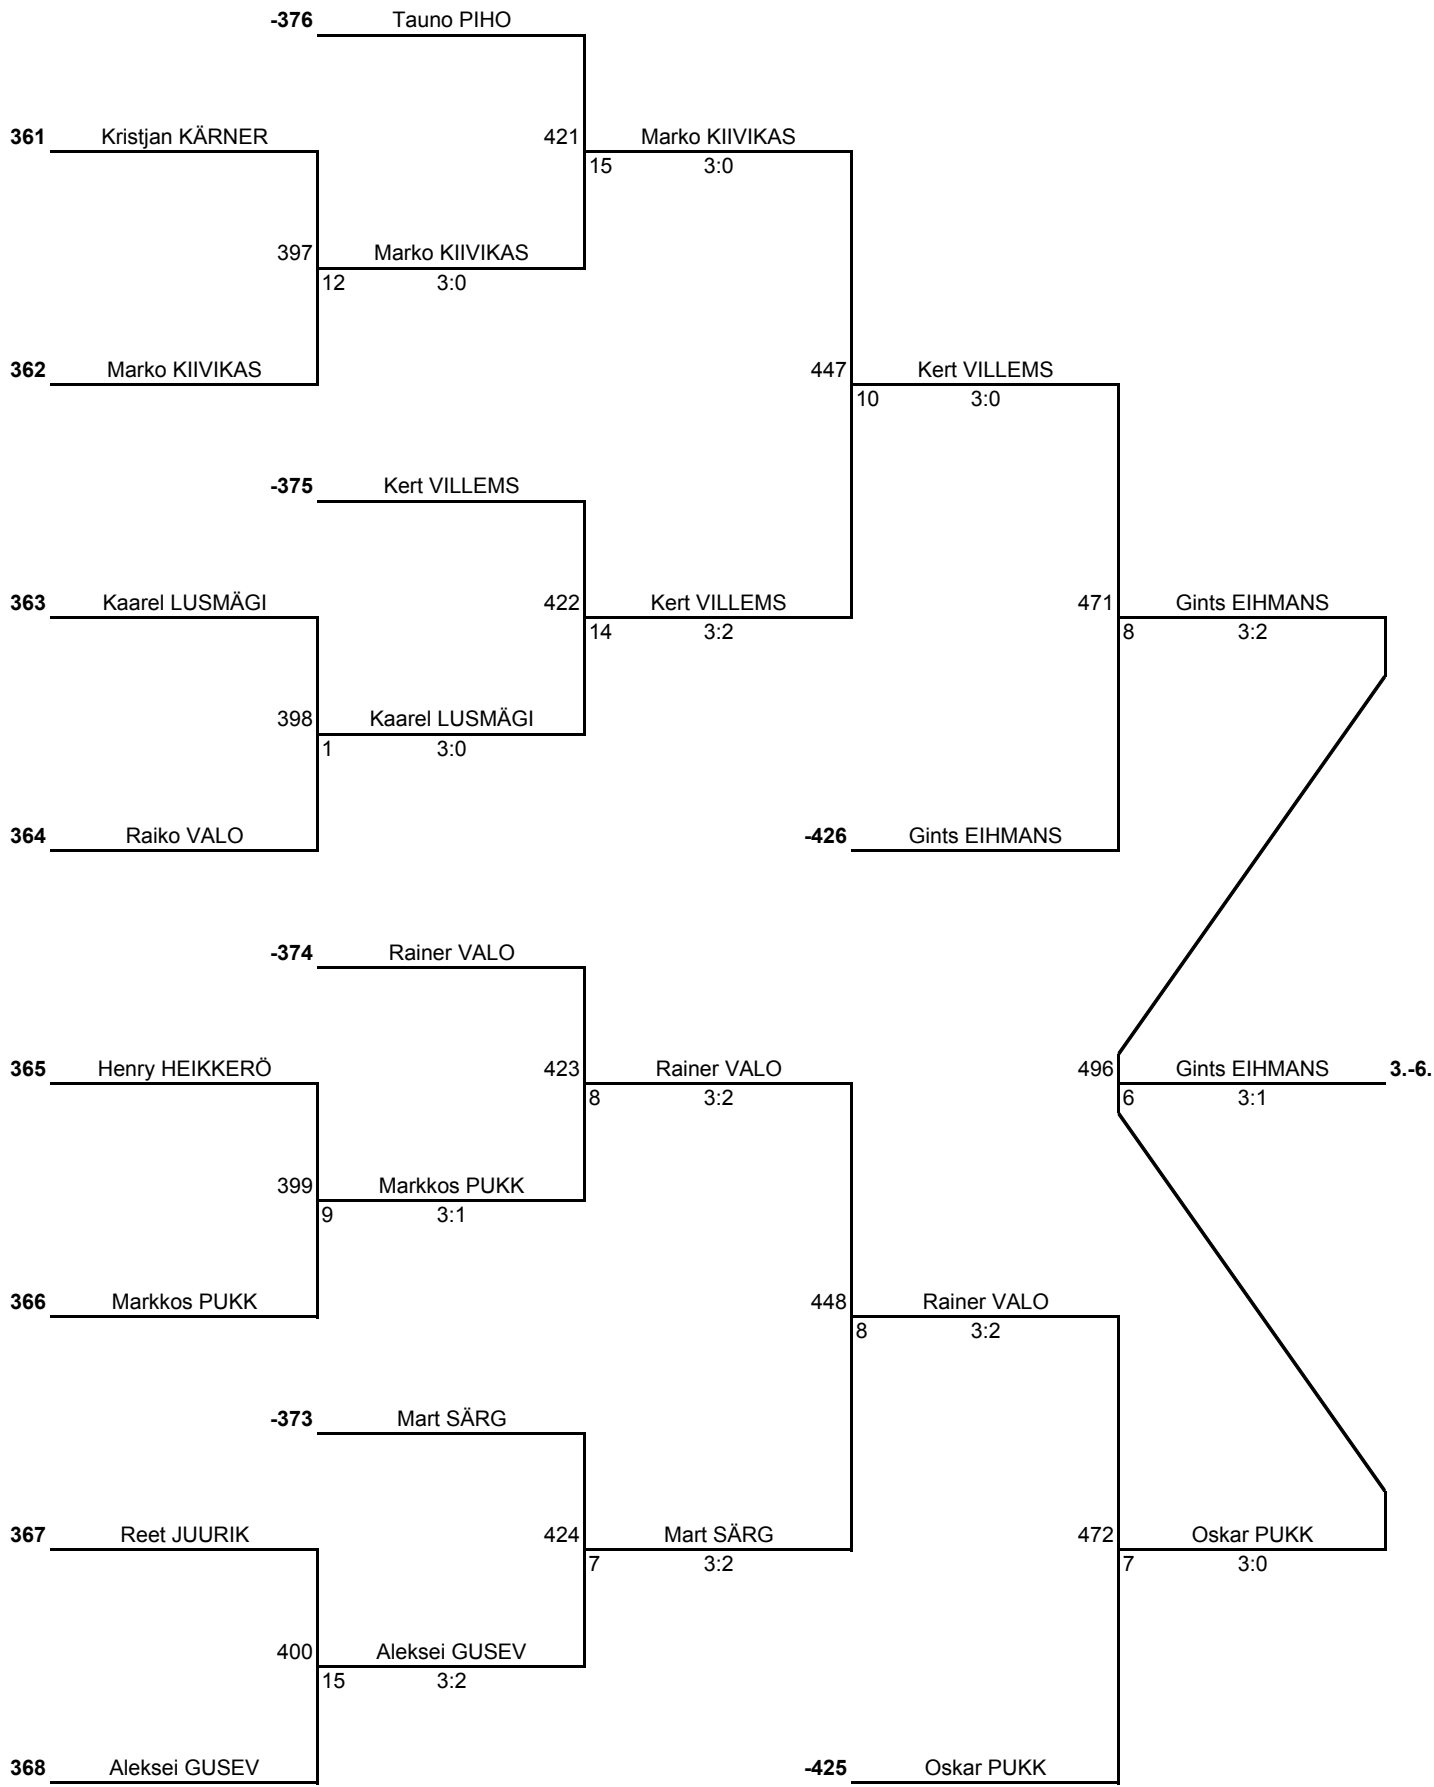 -376 Tauno PIHO
361 Kristjan KÄRNER 421 Marko KIIVIKAS
15 3:0
397 Marko KIIVIKAS
12 3:0
362 Marko KIIVIKAS 447 Kert VILLEMS
10 3:0
-375 Kert VILLEMS
363 Kaarel LUSMÄGI 422 Kert VILLEMS 471 Gints EIHMANS
14 3:2 8 3:2
398 Kaarel LUSMÄGI
1 3:0
364 Raiko VALO -426 Gints EIHMANS
-374 Rainer VALO
365 Henry HEIKKERÖ 423 Rainer VALO 496 Gints EIHMANS 3.-6.
8 3:2 6 3:1
399 Markkos PUKK
9 3:1
366 Markkos PUKK 448 Rainer VALO
8 3:2
-373 Mart SÄRG
367 Reet JUURIK 424 Mart SÄRG 472 Oskar PUKK
7 3:2 7 3:0
400 Aleksei GUSEV
15 3:2
368 Aleksei GUSEV -425 Oskar PUKK